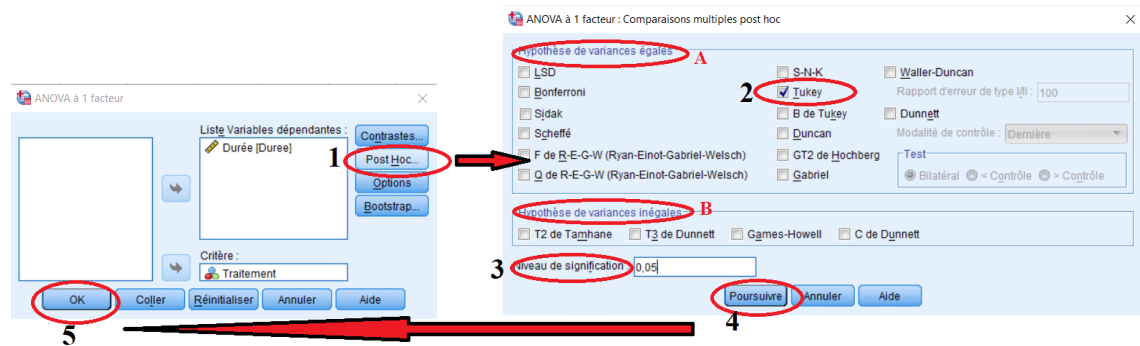 ANOVA à 1 facteur
Liste Variables dépendantes :
Durée [Duree]
Contrastes...
1
Post Hoc...
Options
Bootstrap...
Critère :
Traitement
OK
Coller
Réinitialiser
Annuler
Aide
5
ANOVA à 1 facteur : Comparaisons multiples post hoc
Hypothèse de variances égales
A
LSD
S-N-K
Waller-Duncan
Bonferroni
2
Tukey
Rapport d'erreur de type I/II : 100
Sidak
B de Tukey
Dunnett
Scheffé
Duncan
Modalité de contrôle : Dernière
F de R-E-G-W (Ryan-Einot-Gabriel-Welsch)
GT2 de Hochberg
Test
Q de R-E-G-W (Ryan-Einot-Gabriel-Welsch)
Gabriel
Bilatéral < Contrôle > Contrôle
Hypothèse de variances inégales
B
T2 de Tamhane
T3 de Dunnett
Games-Howell
C de Dunnett
3
Niveau de signification : 0,05
Poursuivre
Annuler
Aide
4